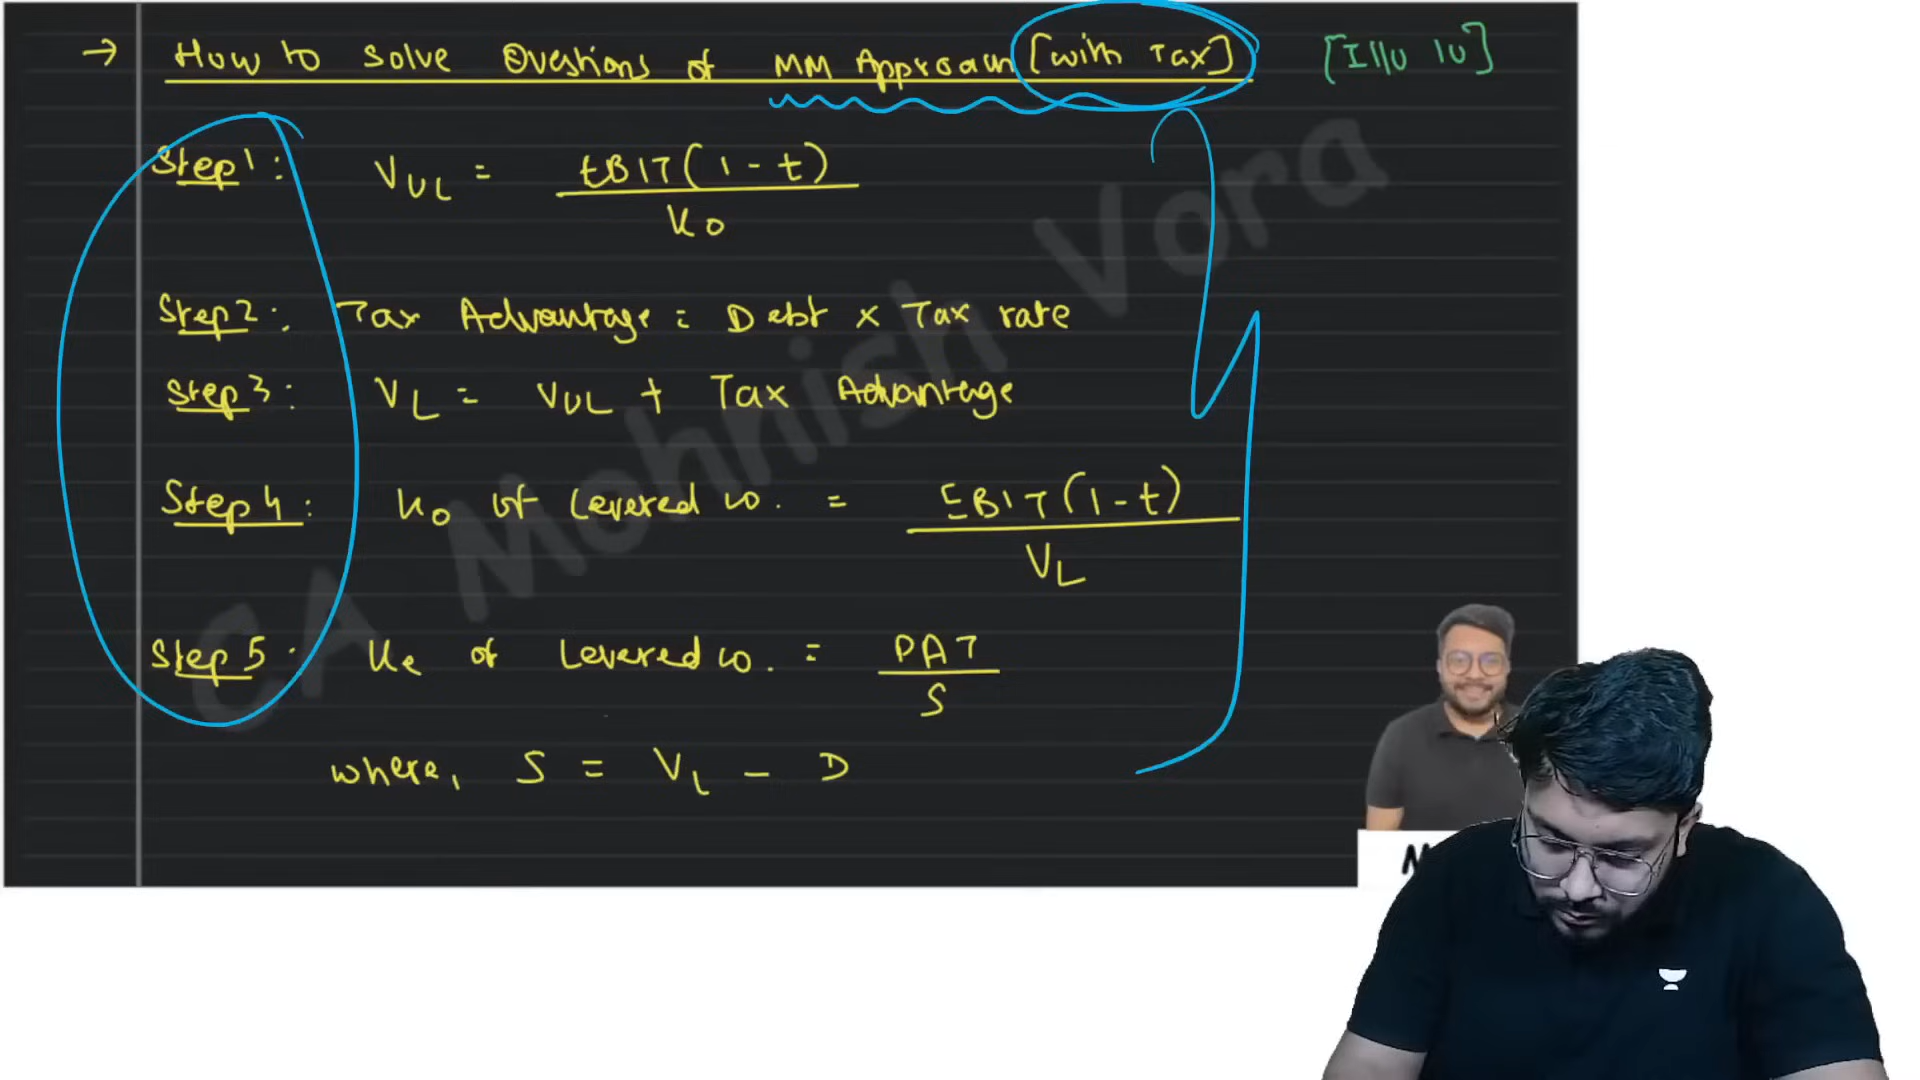 → How to solve Questions of MM Approach [with Tax] [Illu 10]
Step 1: VUL = EBIT(1-t)
K0
Step 2: Tax Advantage = Debt x Tax rate
Step 3: VL = VUL + Tax Advantage
Step 4: K0 of Levered co. = EBIT(1-t)
VL
Step 5: Ke of Levered co. = PAT
S
where, S = VL - D
CA Mohnish Vora